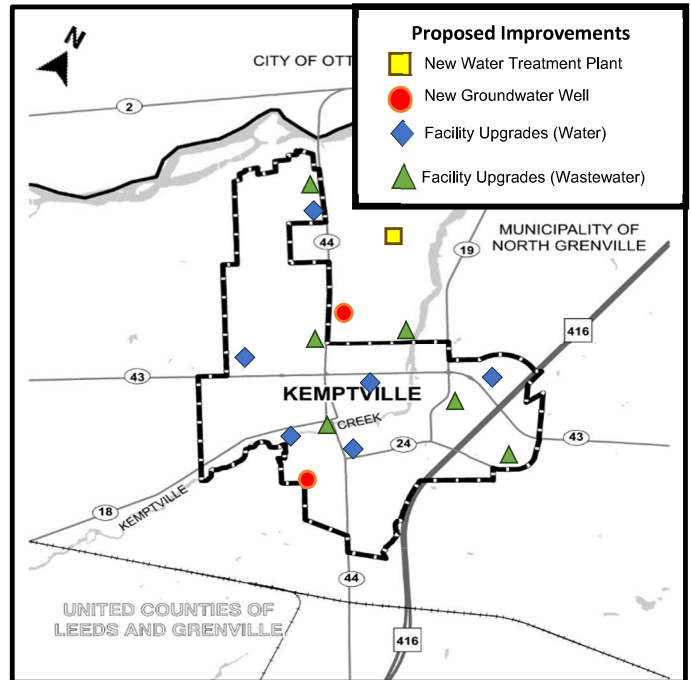 Proposed Improvements
New Water Treatment Plant
New Groundwater Well
Facility Upgrades (Water)
Facility Upgrades (Wastewater)
N
CITY OF OTT
2
MUNICIPALITY OF
NORTH GRENVILLE
44
19
416
43
KEMPTVILLE
CREEK
24
43
18
KEMPTVILLE
44
UNITED COUNTIES OF
LEEDS AND GRENVILLE
416